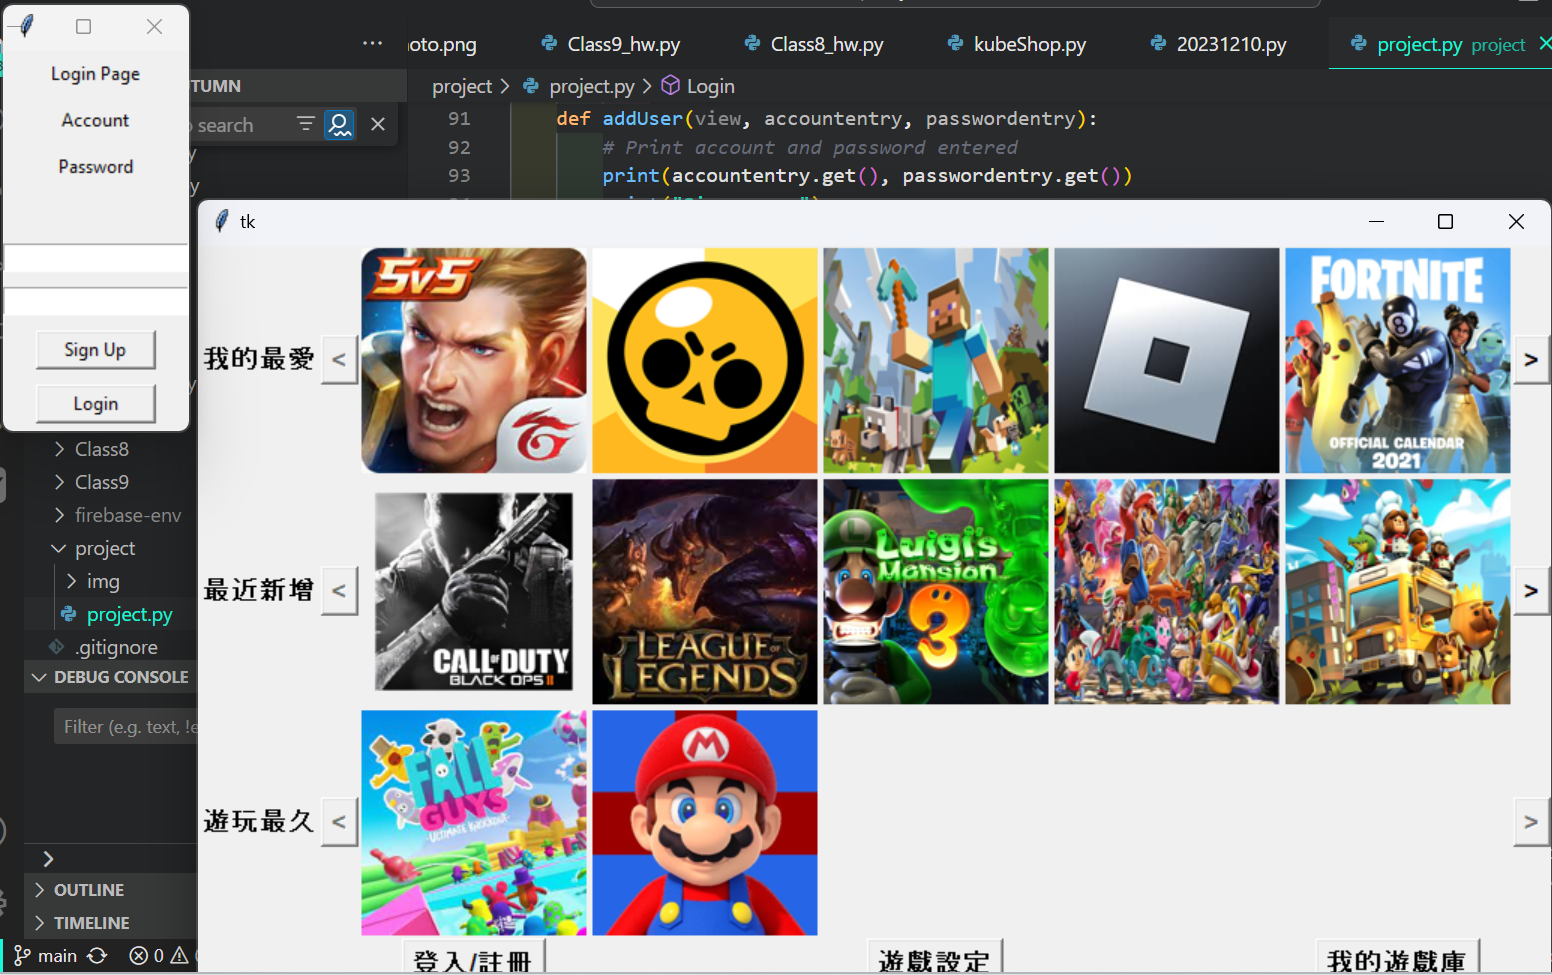 Login Page
Account
Password
Sign Up
Login
oto.png
Class9_hw.py
Class8_hw.py
kubeShop.py
20231210.py
project.py project
TUMN
project > project.py > Login
search
91 def addUser(view, accountentry, passwordentry):
92 # Print account and password entered
93 print(accountentry.get(), passwordentry.get())
tk
我的最愛
<
5v5
FORTNITE
OFFICIAL CALENDAR
2021
>
最近新增
<
CALL OF DUTY
BLACK OPS II
LEAGUE OF
LEGENDS
Luigi's
Mansion
3
>
遊玩最久
<
FALL
GUYS
ULTIMATE KNOCKOUT
M
>
登入/註冊
遊戲設定
我的遊戲庫
Class8
Class9
firebase-env
project
img
project.py
.gitignore
DEBUG CONSOLE
Filter (e.g. text, !e
>
OUTLINE
TIMELINE
main
0